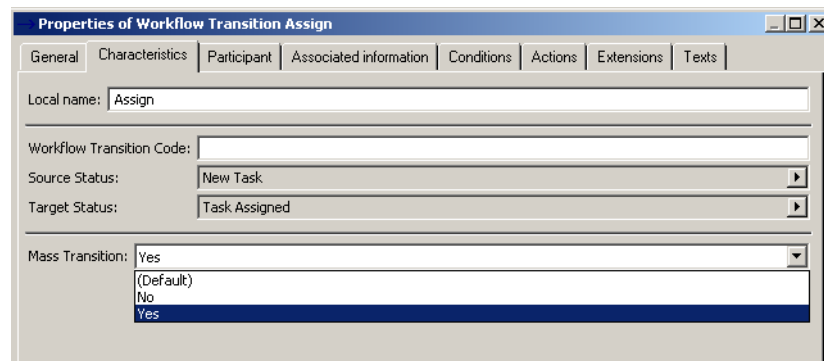 Properties of Workflow Transition Assign
General Characteristics Participant Associated information Conditions Actions Extensions Texts
Local name: Assign
Workflow Transition Code:
Source Status: New Task
Target Status: Task Assigned
Mass Transition: Yes
(Default)
No
Yes